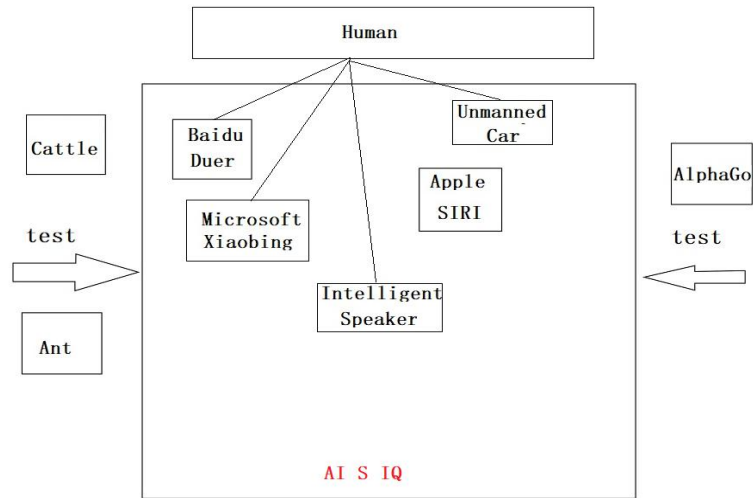 Human
Unmanned
Car
Baidu
Duer
Cattle
AlphaGo
Apple
SIRI
Microsoft
Xiaobing
test
test
Intelligent
Speaker
Ant
AI S IQ